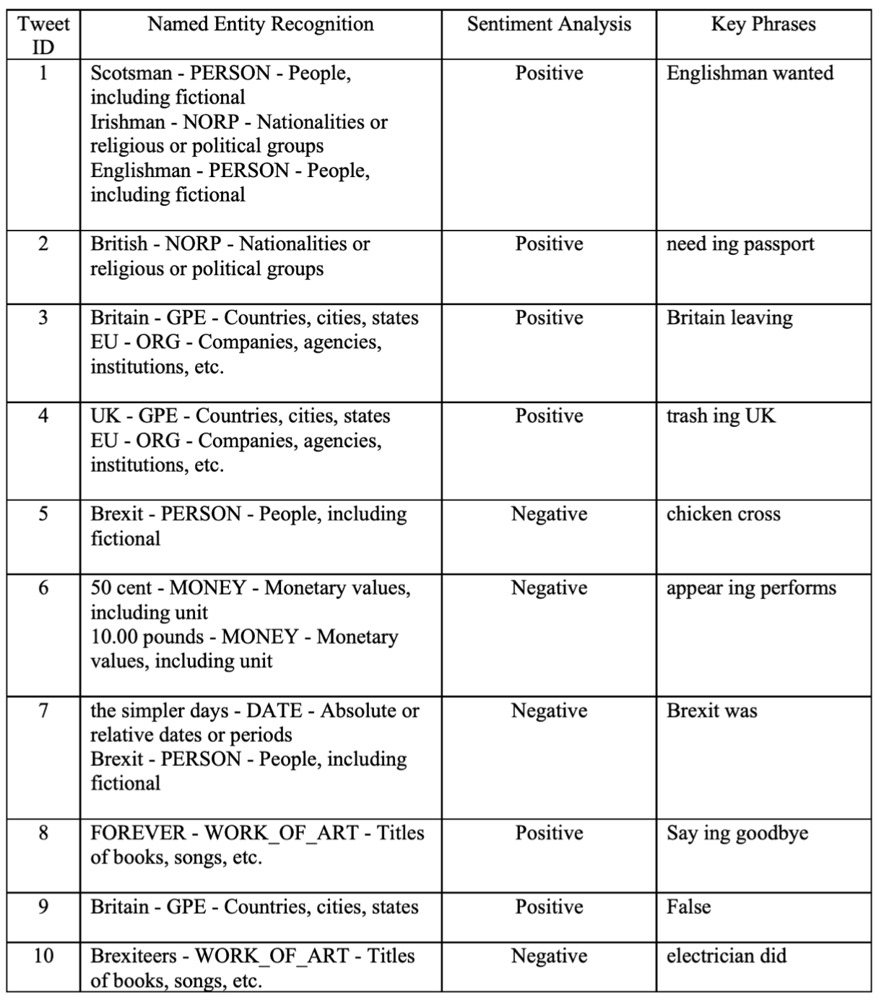 Tweet ID | Named Entity Recognition | Sentiment Analysis | Key Phrases
1 | Scotsman - PERSON - People, | Positive | Englishman wanted
including fictional
Irishman - NORP - Nationalities or
religious or political groups
Englishman - PERSON - People,
including fictional
2 | British - NORP - Nationalities or | Positive | need ing passport
religious or political groups
3 | Britain - GPE - Countries, cities, states | Positive | Britain leaving
EU - ORG - Companies, agencies,
institutions, etc.
4 | UK - GPE - Countries, cities, states | Positive | trash ing UK
EU - ORG - Companies, agencies,
institutions, etc.
5 | Brexit - PERSON - People, including | Negative | chicken cross
fictional
6 | 50 cent - MONEY - Monetary values, | Negative | appear ing performs
including unit
10.00 pounds - MONEY - Monetary
values, including unit
7 | the simpler days - DATE - Absolute or | Negative | Brexit was
relative dates or periods
Brexit - PERSON - People, including
fictional
8 | FOREVER - WORK_OF_ART - Titles | Positive | Say ing goodbye
of books, songs, etc.
9 | Britain - GPE - Countries, cities, states | Positive | False
10 | Brexiteers - WORK_OF_ART - Titles | Negative | electrician did
of books, songs, etc.